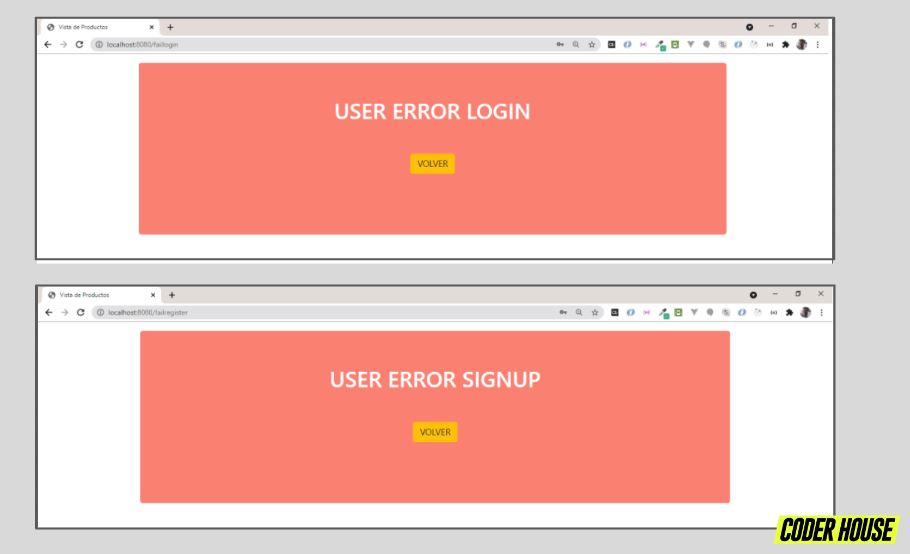 Vista de Productos
localhost:8080/faillogin
USER ERROR LOGIN
VOLVER
Vista de Productos
localhost:8080/failregister
USER ERROR SIGNUP
VOLVER
CODER HOUSE